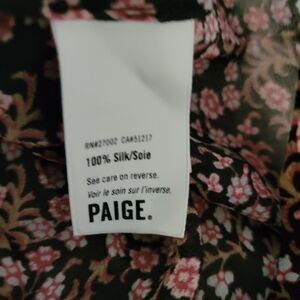 RN#27002 CA#51217
100% Silk/Soie
See care on reverse.
Voir le soin sur l'inverse.
PAIGE.